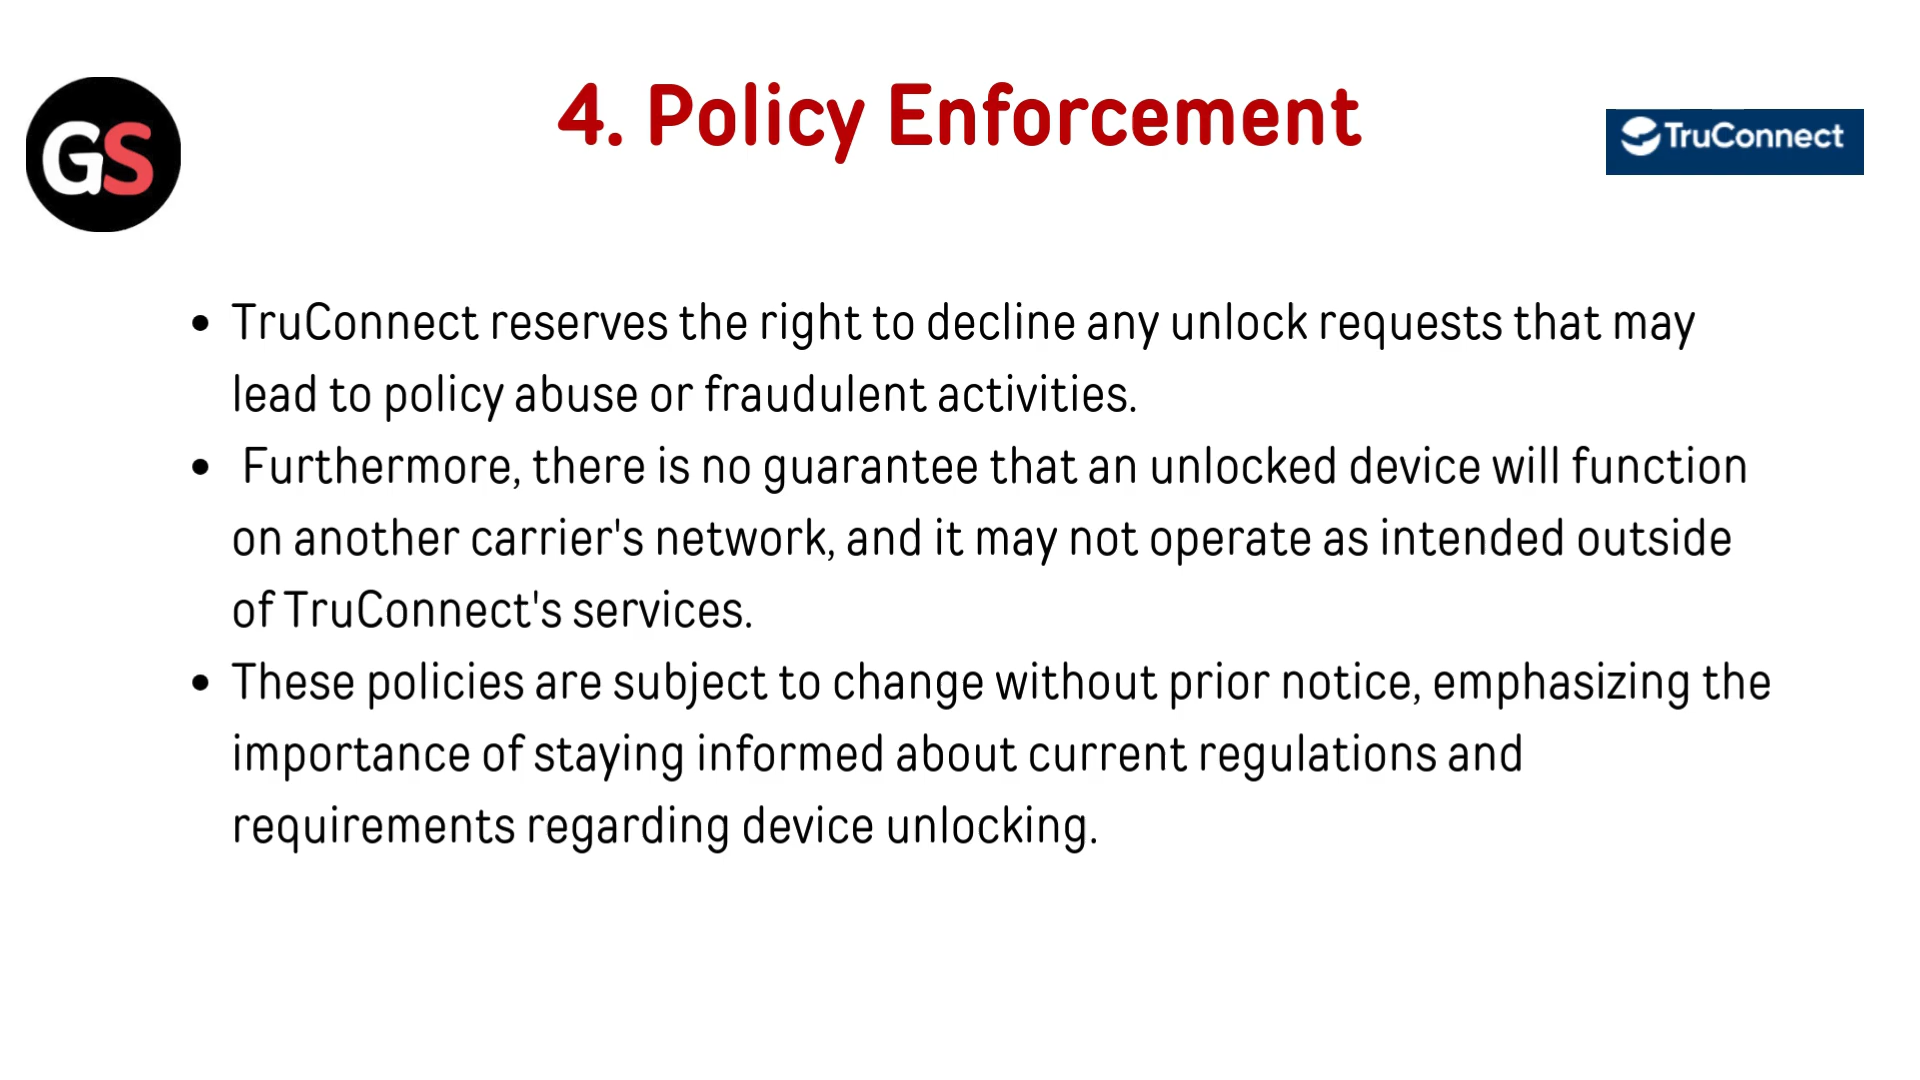 4. Policy Enforcement
GS
TruConnect
• TruConnect reserves the right to decline any unlock requests that may
lead to policy abuse or fraudulent activities.
• Furthermore, there is no guarantee that an unlocked device will function
on another carrier's network, and it may not operate as intended outside
of TruConnect's services.
• These policies are subject to change without prior notice, emphasizing the
importance of staying informed about current regulations and
requirements regarding device unlocking.